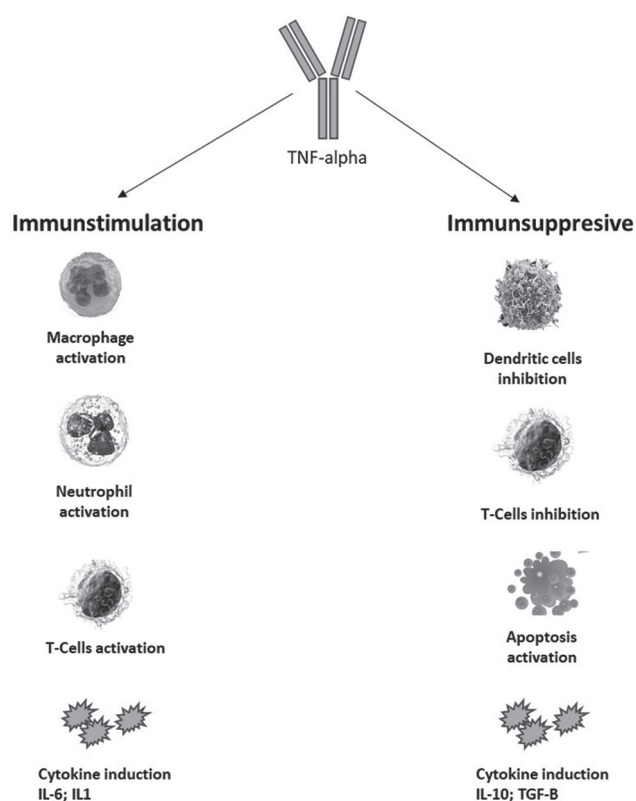 TNF-alpha
Immunstimulation
Macrophage
activation
Neutrophil
activation
T-Cells activation
Cytokine induction
IL-6; IL1
Immunsuppresive
Dendritic cells
inhibition
T-Cells inhibition
Apoptosis
activation
Cytokine induction
IL-10; TGF-B